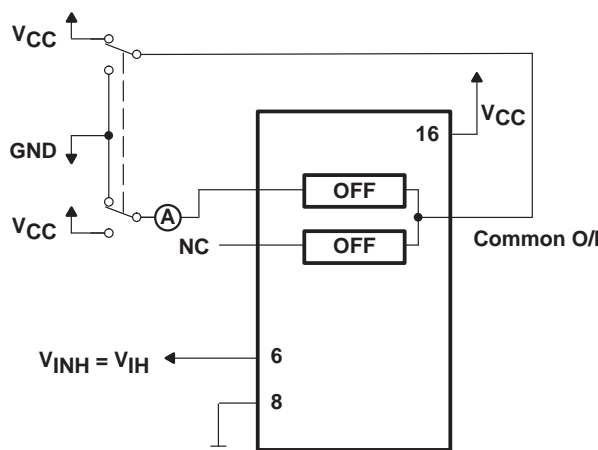 VCC
VCC
16
GND
A
OFF
VCC
NC
OFF
Common O/I
VINH = VIH
6
8